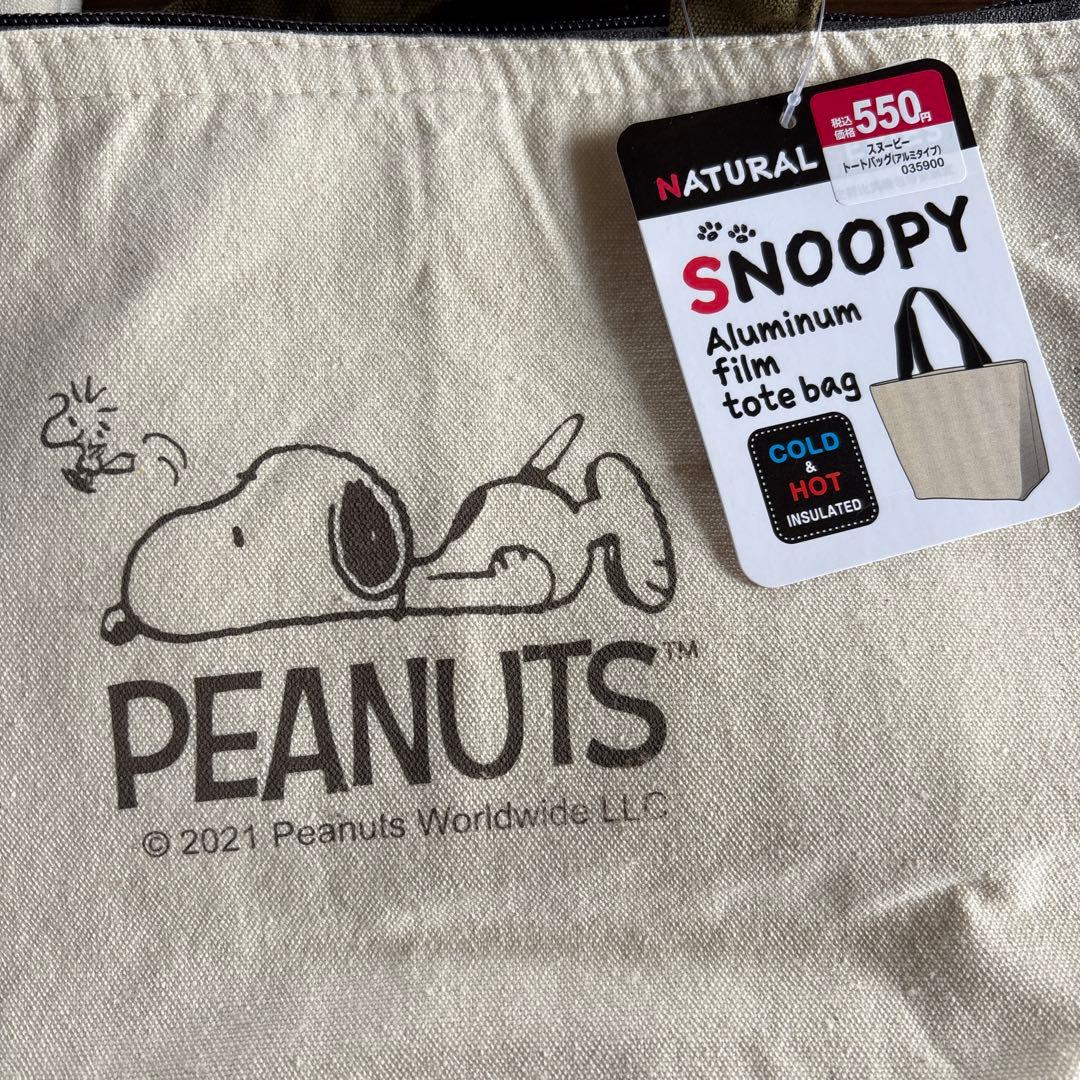 税込
価格 550円
スヌーピー
トートバッグ(アルミタイプ)
035900
NATURAL
SNOOPY
Aluminum
film
tote bag
COLD
&
HOT
INSULATED
PEANUTS™
© 2021 Peanuts Worldwide LLC